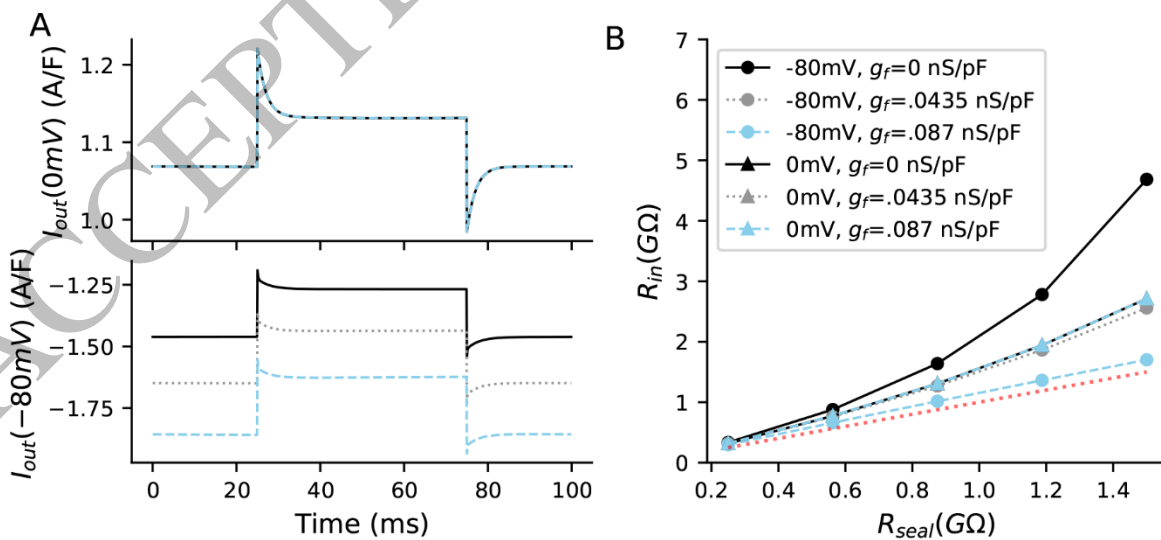 A
I_out(0mV) (A/F)
1.2
1.1
1.0
I_out(−80mV) (A/F)
−1.25
−1.50
−1.75
0
20
40
60
80
100
Time (ms)
B
R_in(GΩ)
7
6
5
4
3
2
1
0
-80mV, g_f=0 nS/pF
-80mV, g_f=.0435 nS/pF
-80mV, g_f=.087 nS/pF
0mV, g_f=0 nS/pF
0mV, g_f=.0435 nS/pF
0mV, g_f=.087 nS/pF
0.2
0.4
0.6
0.8
1.0
1.2
1.4
R_seal(GΩ)